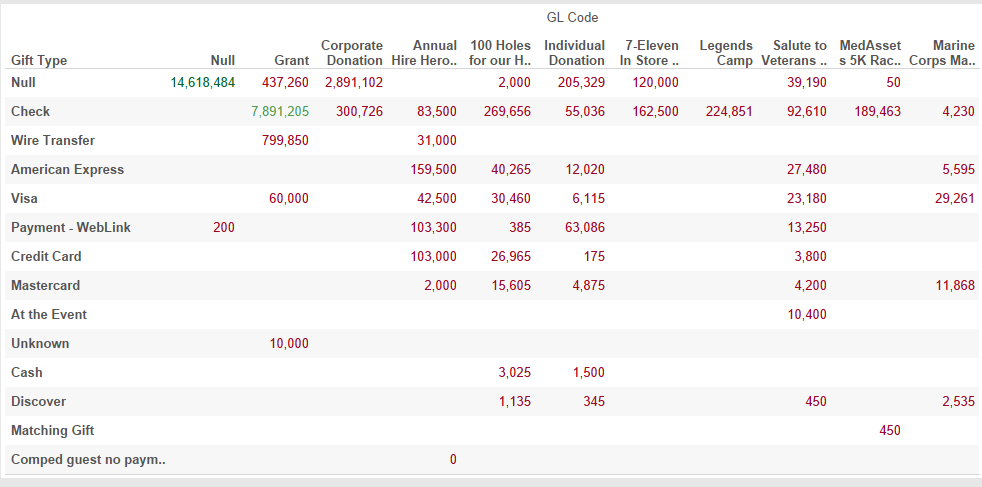 GL Code
Corporate Annual 100 Holes Individual 7-Eleven Legends Salute to MedAsset Marine
Gift Type Null Grant Donation Hire Hero.. for our H.. Donation In Store .. Camp Veterans .. s 5K Rac.. Corps Ma..
Null 14,618,484 437,260 2,891,102 2,000 205,329 120,000 39,190 50
Check 7,891,205 300,726 83,500 269,656 55,036 162,500 224,851 92,610 189,463 4,230
Wire Transfer 799,850 31,000
American Express 159,500 40,265 12,020 27,480 5,595
Visa 60,000 42,500 30,460 6,115 23,180 29,261
Payment - WebLink 200 103,300 385 63,086 13,250
Credit Card 103,000 26,965 175 3,800
Mastercard 2,000 15,605 4,875 4,200 11,868
At the Event 10,400
Unknown 10,000
Cash 3,025 1,500
Discover 1,135 345 450 2,535
Matching Gift 450
Comped guest no paym.. 0